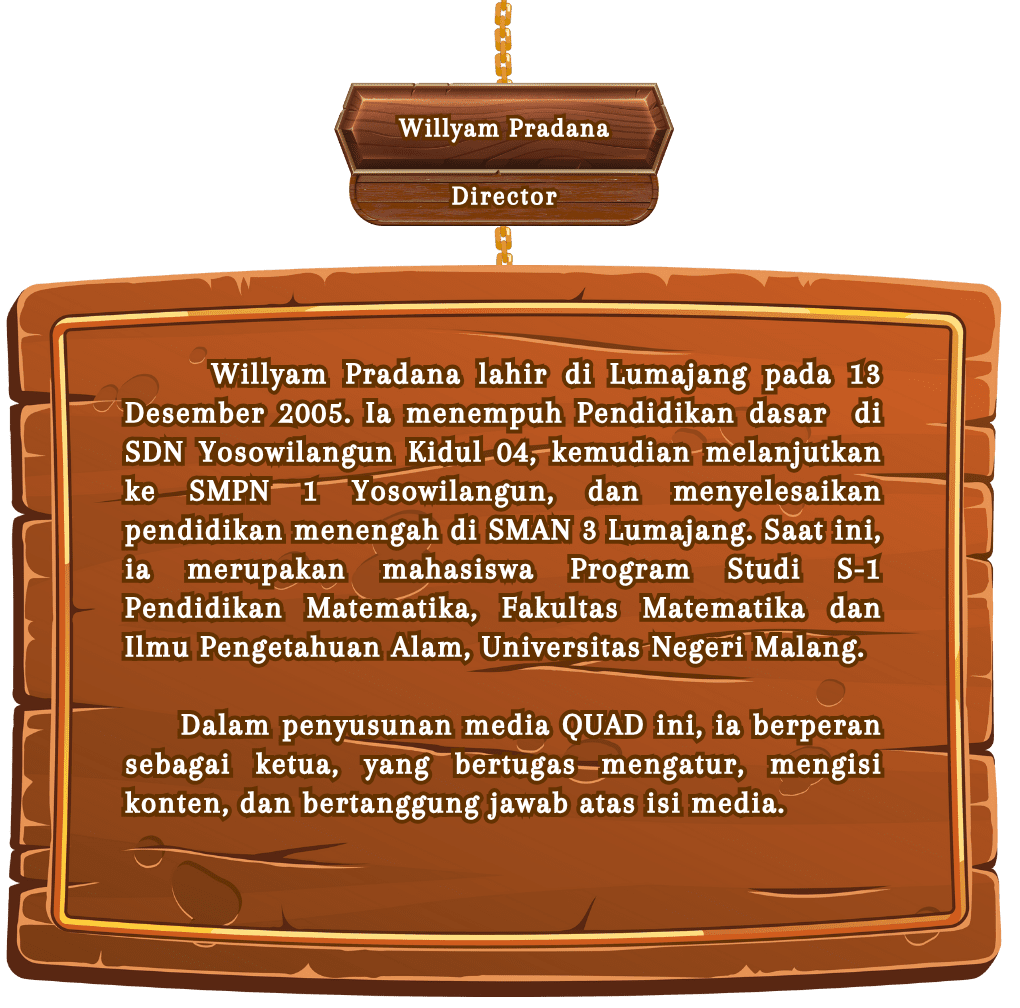 Willyam Pradana
Director
Willyam Pradana lahir di Lumajang pada 13
Desember 2005. Ia menempuh Pendidikan dasar di
SDN Yosowilangun Kidul 04, kemudian melanjutkan
ke SMPN 1 Yosowilangun, dan menyelesaikan
pendidikan menengah di SMAN 3 Lumajang. Saat ini,
ia merupakan mahasiswa Program Studi S-1
Pendidikan Matematika, Fakultas Matematika dan
Ilmu Pengetahuan Alam, Universitas Negeri Malang.
Dalam penyusunan media QUAD ini, ia berperan
sebagai ketua, yang bertugas mengatur, mengisi
konten, dan bertanggung jawab atas isi media.